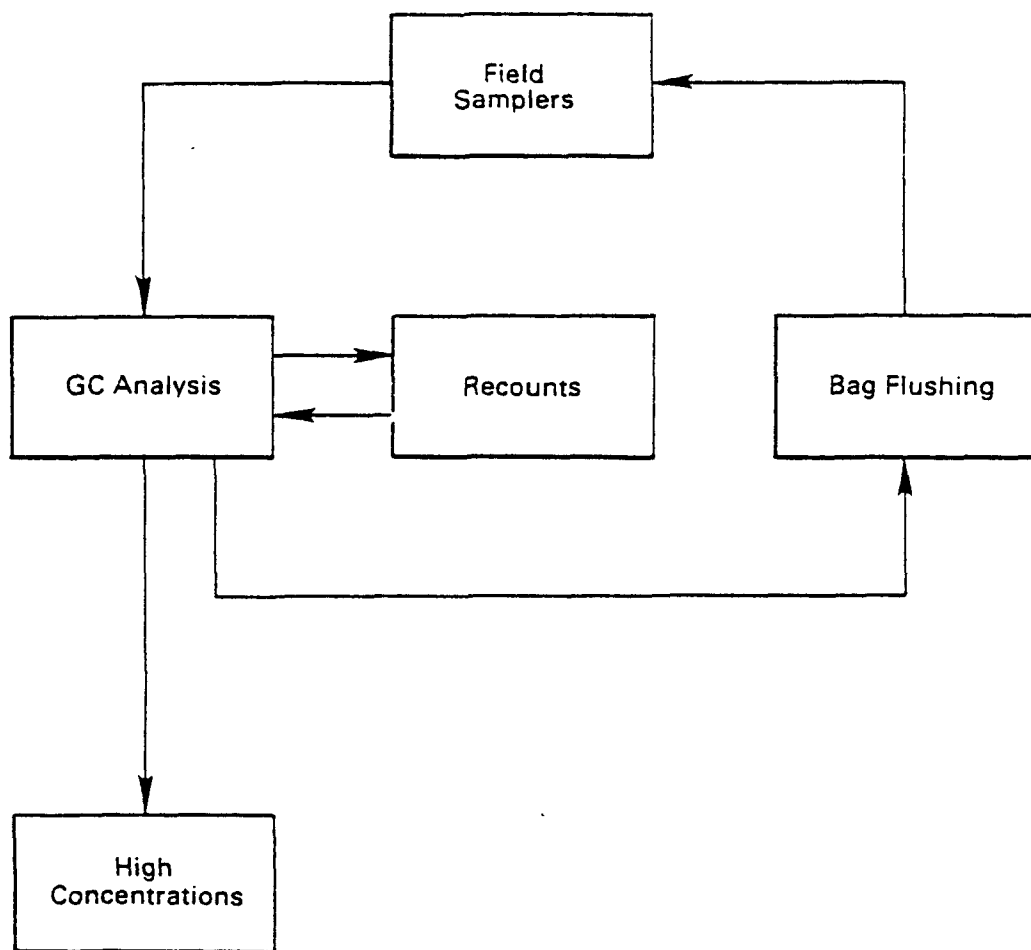 Field
Samplers
GC Analysis
Recounts
Bag Flushing
High
Concentrations